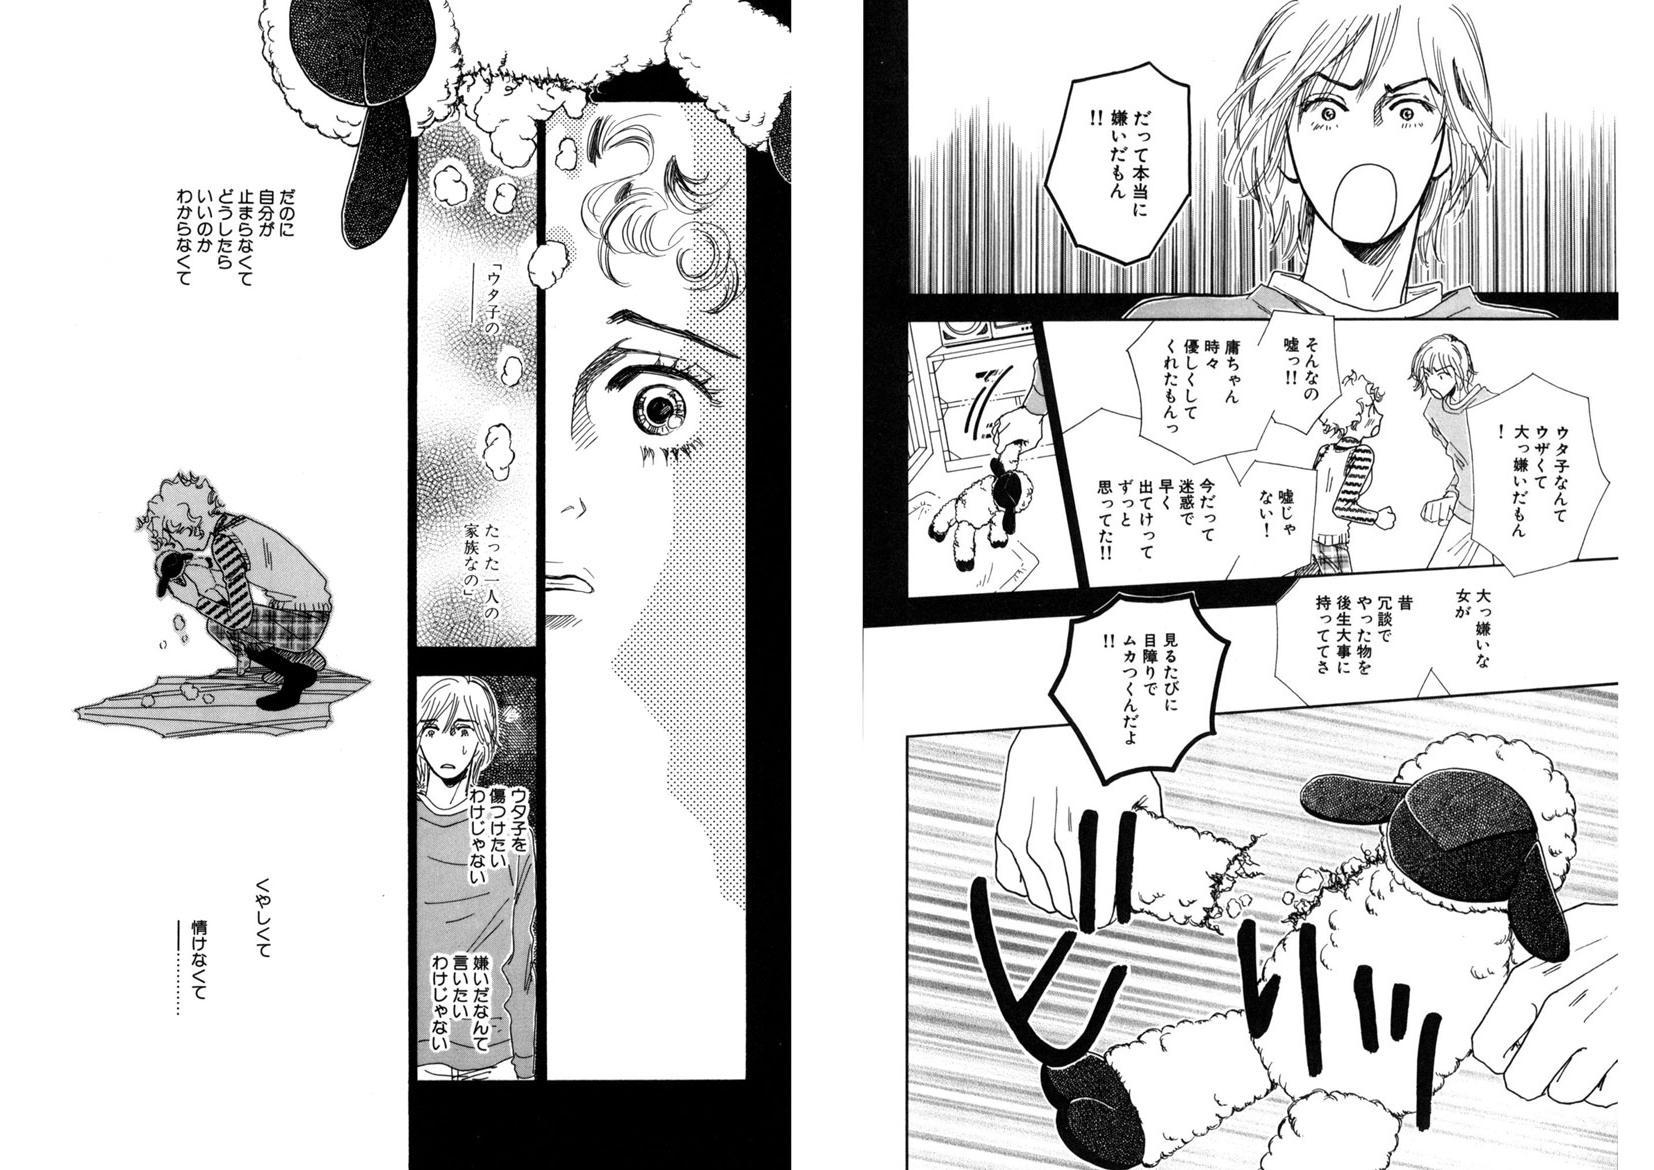 だって本当に
嫌いだもん
!!
ウタ子なんて
ウザくて
大っ嫌いだもん
!
そんなの
嘘っ!!
庸ちゃん
時々
優しくして
くれたもんっ
嘘じゃ
ない!
今だって
迷惑で
早く
出てけって
ずっと
思ってた!!
大っ嫌いな
女が
昔
冗談で
やった物を
後生大事に
持っててさ
見るたびに
目障りで
ムカつくんだよ
!!
ビリッ
「ウタ子の
――
たった一人の
家族なの」
ウタ子を
傷つけたい
わけじゃない
嫌いだなんて
言いたい
わけじゃない
だのに
自分が
止まらなくて
どうしたら
いいのか
わからなくて
くやしくて
情けなくて
――…………